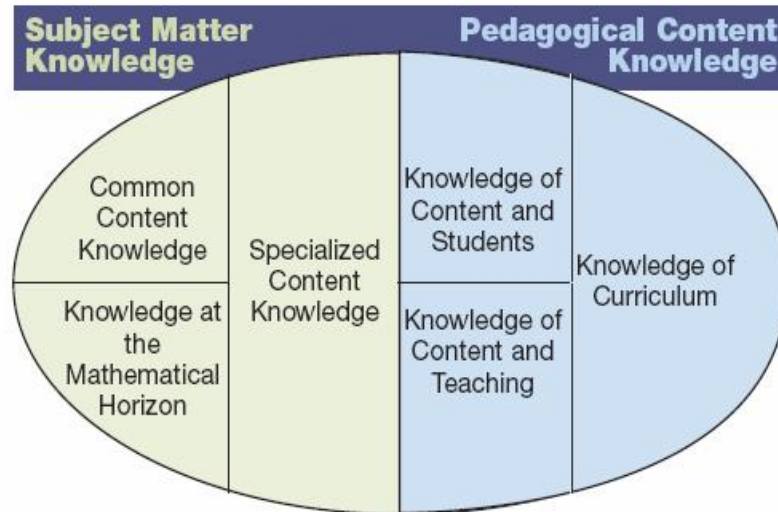 Subject Matter
Knowledge
Pedagogical Content
Knowledge
Common
Content
Knowledge
Knowledge at
the
Mathematical
Horizon
Specialized
Content
Knowledge
Knowledge of
Content and
Students
Knowledge of
Content and
Teaching
Knowledge of
Curriculum